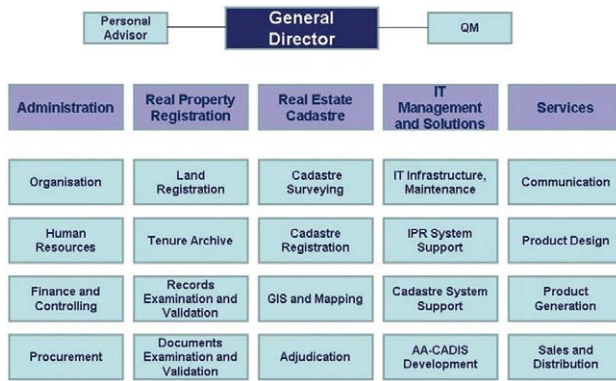 Personal
Advisor
General
Director
QM
Administration
Real Property
Registration
Real Estate
Cadastre
IT
Management
and Solutions
Services
Organisation
Land
Registration
Cadastre
Surveying
IT Infrastructure,
Maintenance
Communication
Human
Resources
Tenure Archive
Cadastre
Registration
IPR System
Support
Product Design
Finance and
Controlling
Records
Examination and
Validation
GIS and Mapping
Cadastre System
Support
Product
Generation
Procurement
Documents
Examination and
Validation
Adjudication
AA-CADIS
Development
Sales and
Distribution